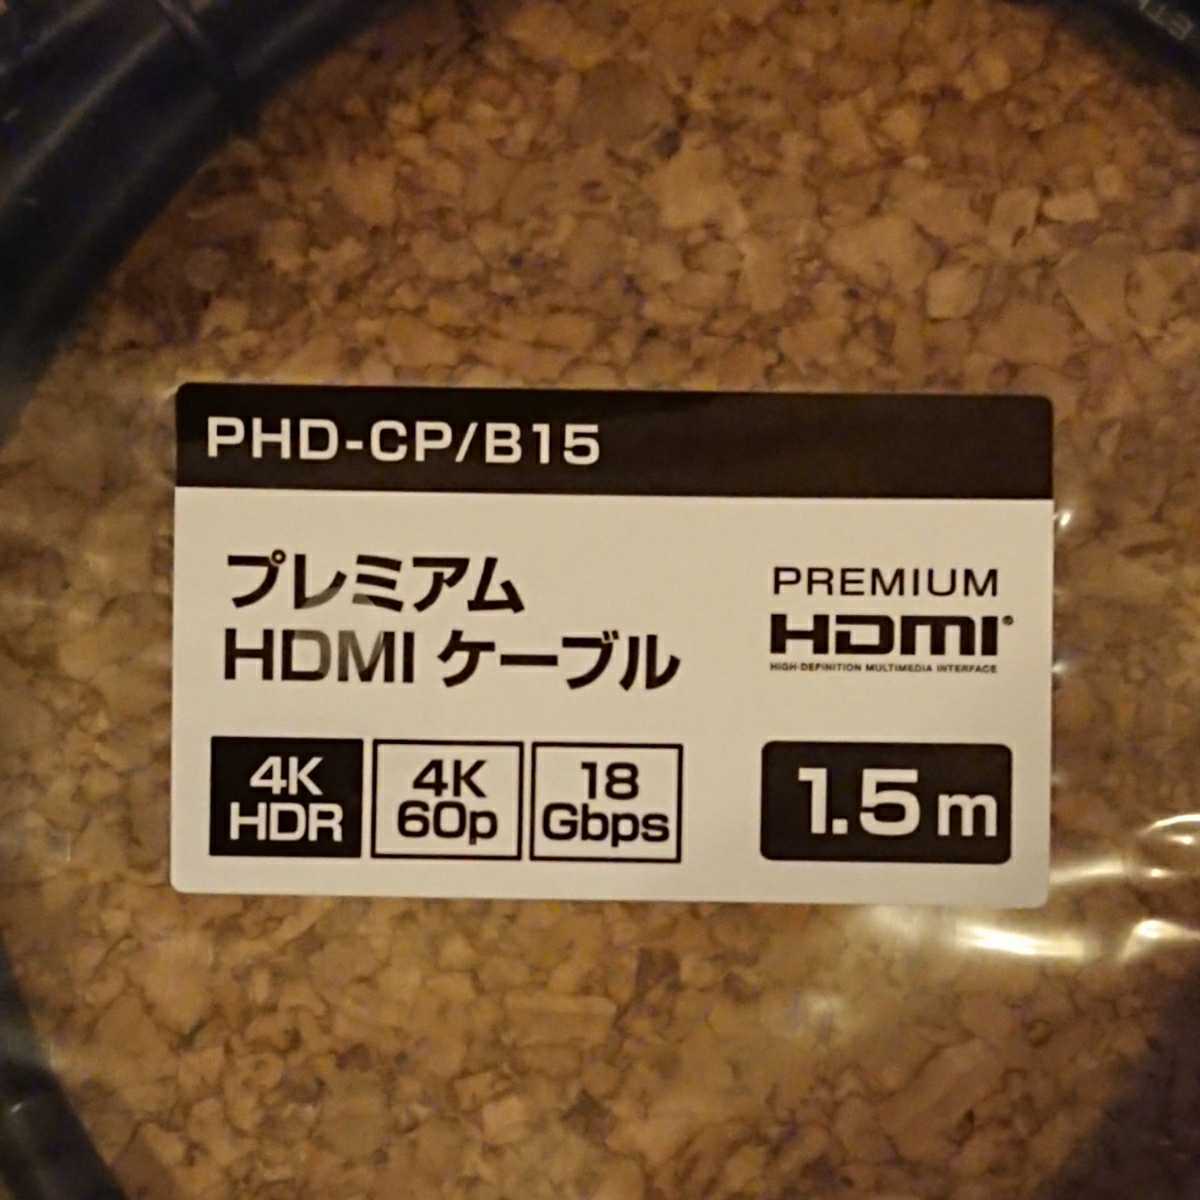 PHD-CP/B15
プレミアム
HDMI ケーブル
PREMIUM
HDMI®
HIGH-DEFINITION MULTIMEDIA INTERFACE
4K
HDR
4K
60p
18
Gbps
1.5m